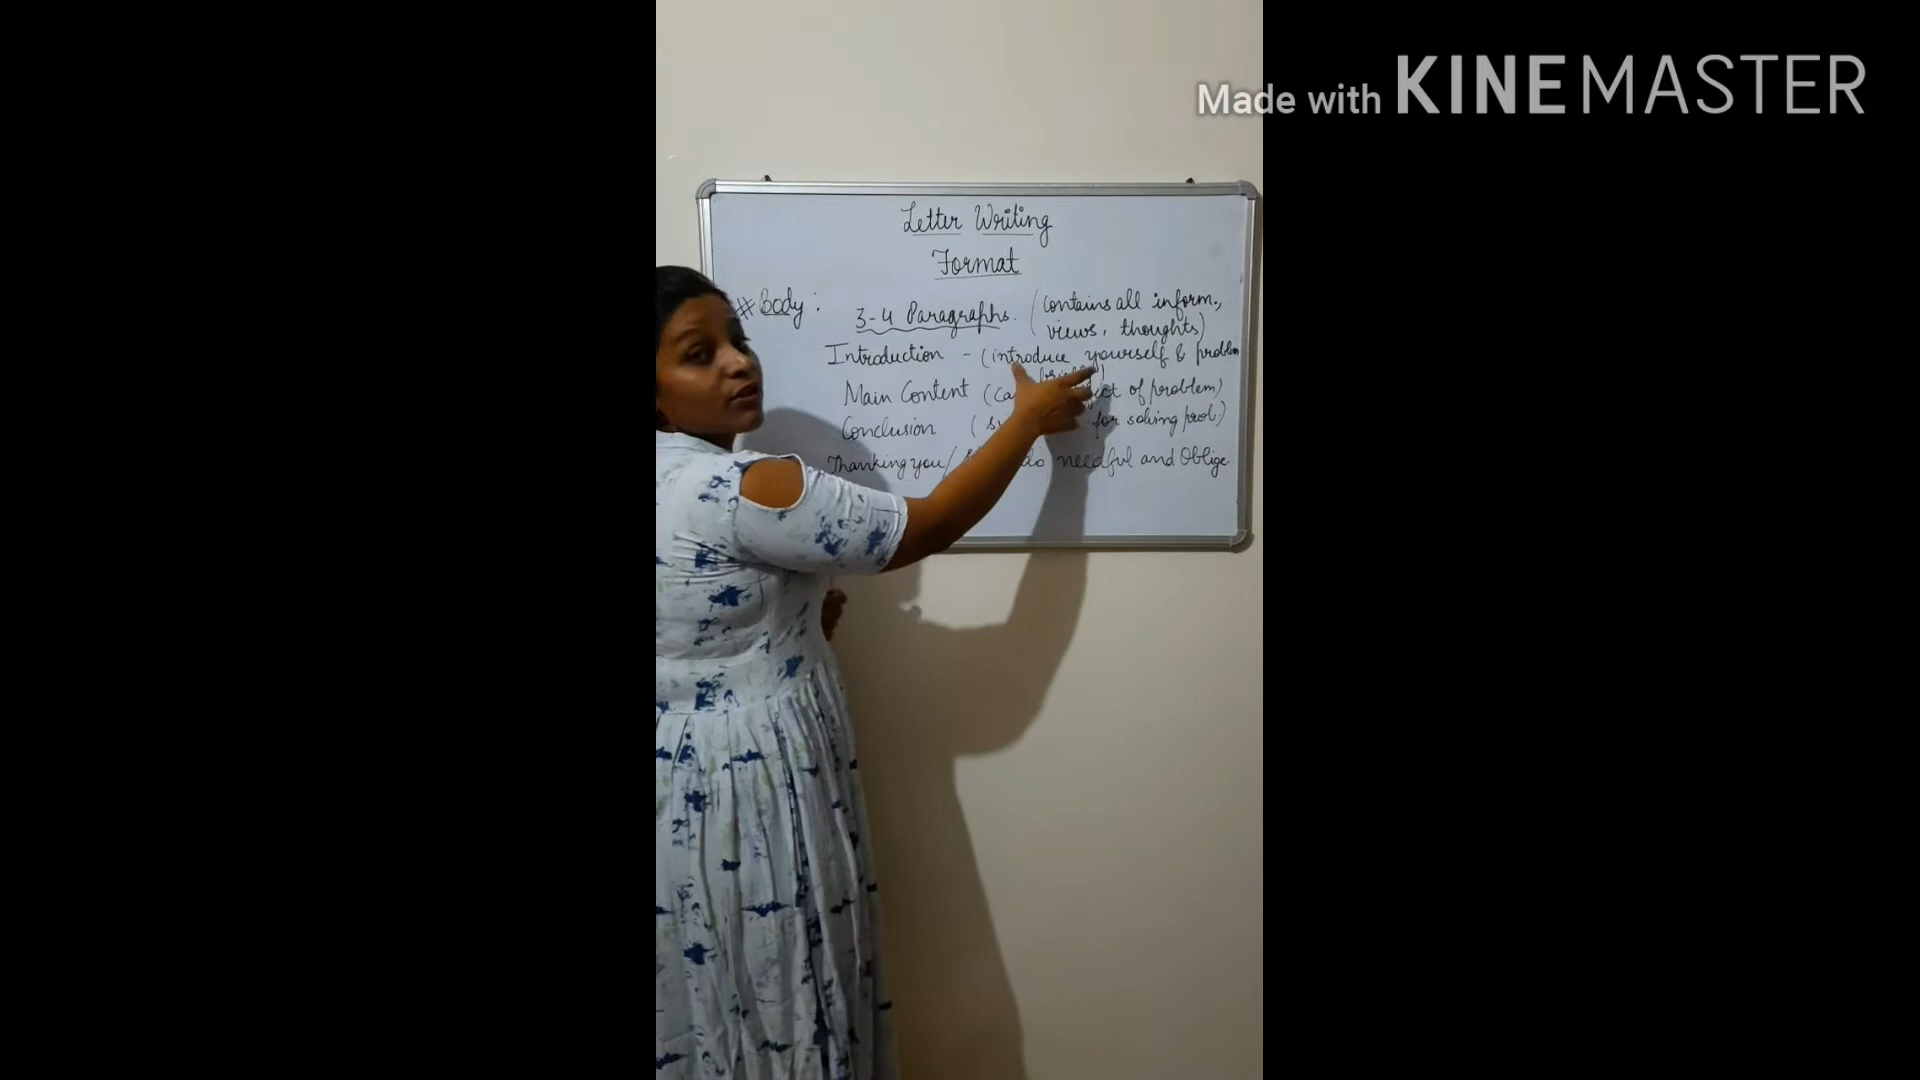 Made with KINEMASTER
Letter Writing
Format
# Body :
3-4 Paragraphs. (contains all inform.,
views, thoughts)
Introduction - (introduce yourself & problem
Main Content ( of problem)
Conclusion ( for solving prob.)
Thanking you/ do needful and Oblige.